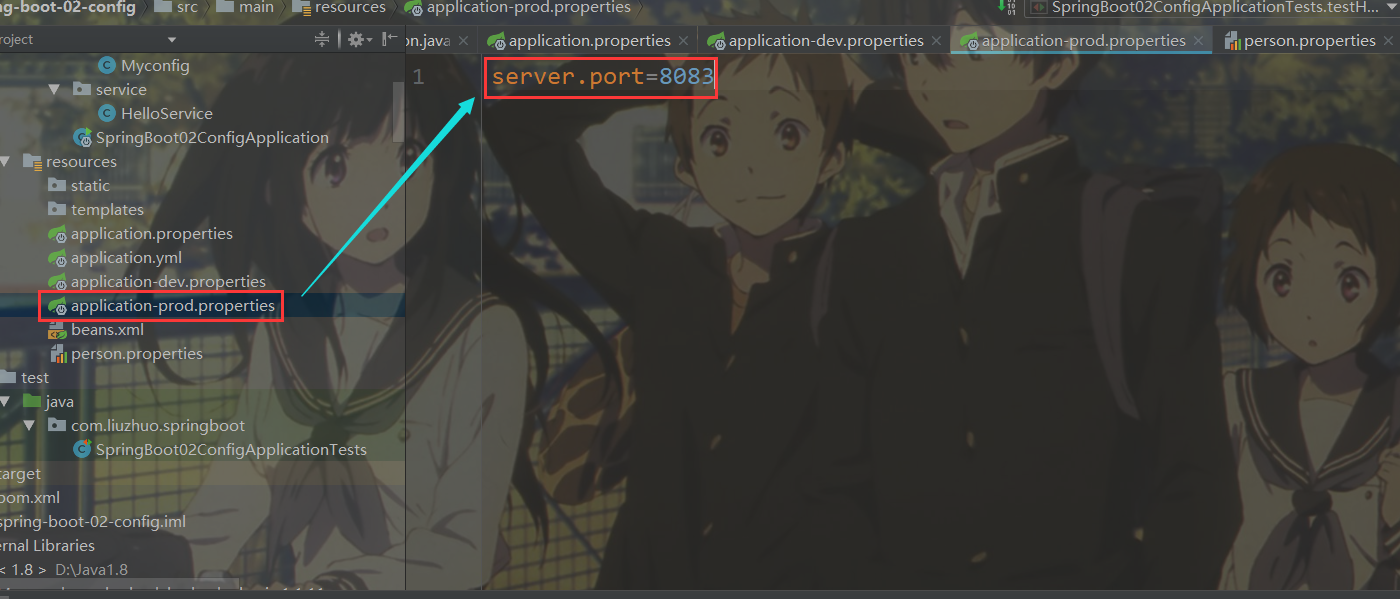 ng-boot-02-config src main resources application-prod.properties SpringBoot02ConfigApplicationTests.testH...
roject
on.java application.properties application-dev.properties application-prod.properties person.properties
1 server.port=8083
Myconfig
service
HelloService
SpringBoot02ConfigApplication
resources
static
templates
application.properties
application.yml
application-dev.properties
application-prod.properties
beans.xml
person.properties
test
java
com.liuzhuo.springboot
SpringBoot02ConfigApplicationTests
target
pom.xml
spring-boot-02-config.iml
ernal Libraries
< 1.8 > D:\Java1.8